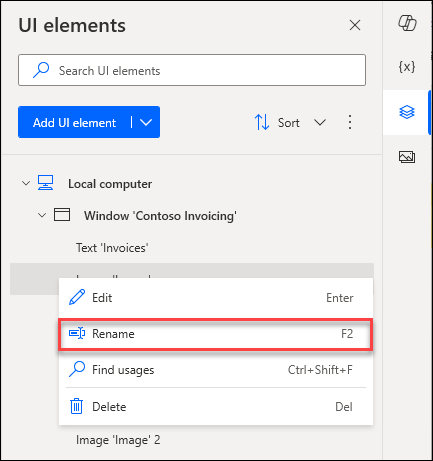 UI elements
Search UI elements
Add UI element
Sort
{x}
Local computer
Window 'Contoso Invoicing'
Text 'Invoices'
Edit Enter
Rename F2
Find usages Ctrl+Shift+F
Delete Del
Image 'Image' 2